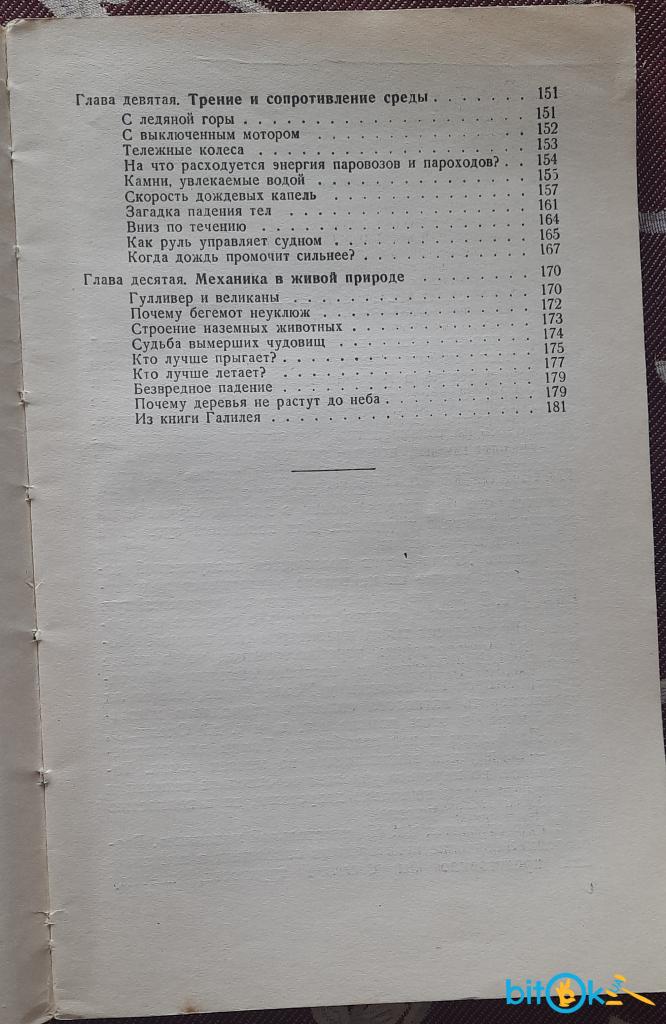 Глава девятая. Трение и сопротивление среды . . . . . . . 151
С ледяной горы . . . . . . . . . . . . . . . . . . . . 151
С выключенным мотором . . . . . . . . . . . . . . . 152
Тележные колеса . . . . . . . . . . . . . . . . . . . 153
На что расходуется энергия паровозов и пароходов? . . 154
Камни, увлекаемые водой . . . . . . . . . . . . . . . 155
Скорость дождевых капель . . . . . . . . . . . . . . 157
Загадка падения тел . . . . . . . . . . . . . . . . . 161
Вниз по течению . . . . . . . . . . . . . . . . . . . 164
Как руль управляет судном . . . . . . . . . . . . . . 165
Когда дождь промочит сильнее? . . . . . . . . . . . . 167
Глава десятая. Механика в живой природе . . . . . . . . 170
Гулливер и великаны . . . . . . . . . . . . . . . . . 170
Почему бегемот неуклюж . . . . . . . . . . . . . . . 172
Строение наземных животных . . . . . . . . . . . . . 173
Судьба вымерших чудовищ . . . . . . . . . . . . . . 174
Кто лучше прыгает? . . . . . . . . . . . . . . . . . . 175
Кто лучше летает? . . . . . . . . . . . . . . . . . . 177
Безвредное падение . . . . . . . . . . . . . . . . . . 179
Почему деревья не растут до неба . . . . . . . . . . . 179
Из книги Галилея . . . . . . . . . . . . . . . . . . . 181
bitOk